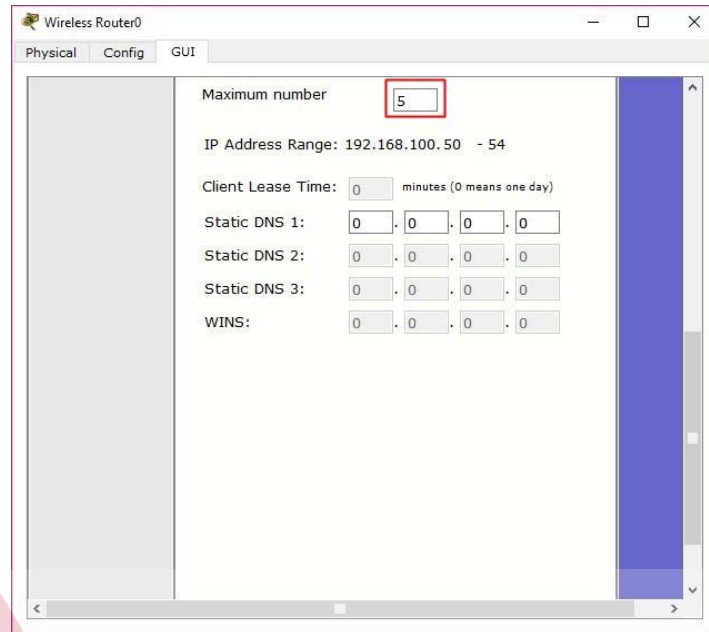 Wireless Router0
Physical Config GUI
Maximum number 5
IP Address Range: 192.168.100.50 - 54
Client Lease Time: 0 minutes (0 means one day)
Static DNS 1: 0 . 0 . 0 . 0
Static DNS 2: 0 . 0 . 0 . 0
Static DNS 3: 0 . 0 . 0 . 0
WINS: 0 . 0 . 0 . 0